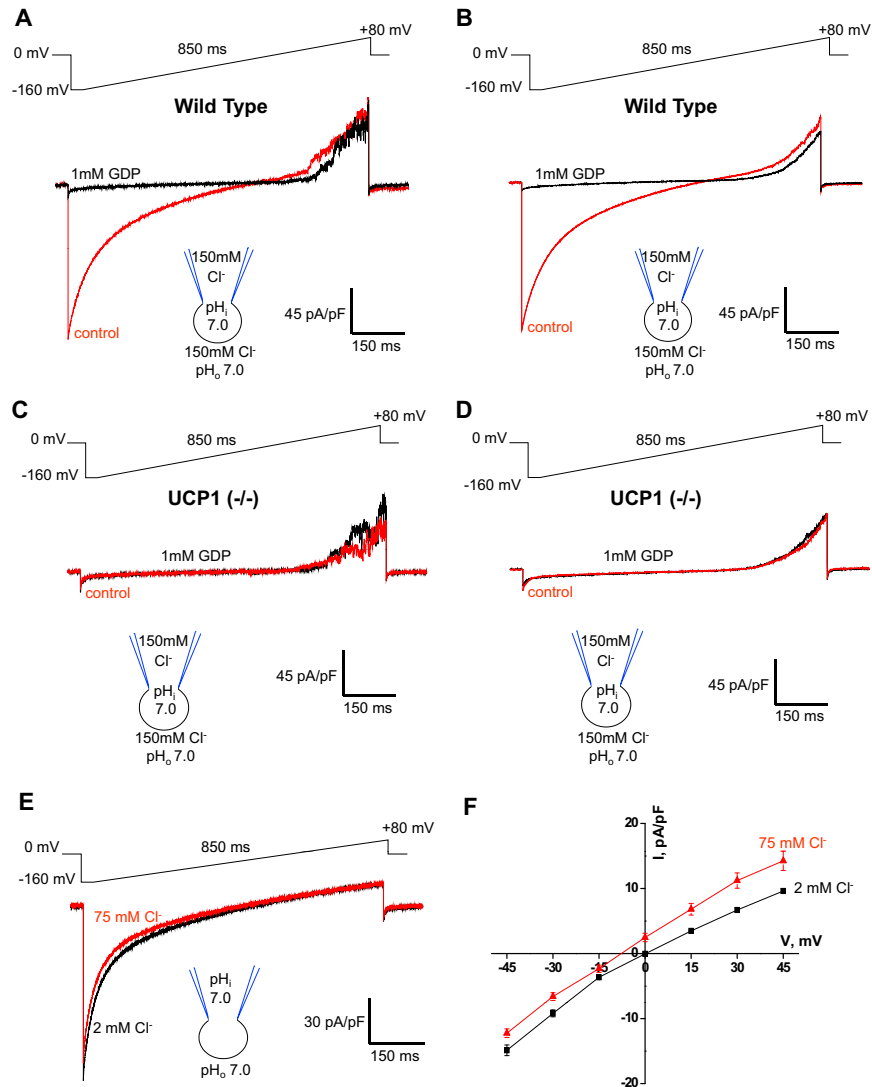 A
+80 mV
0 mV
850 ms
-160 mV
Wild Type
1mM GDP
control
150mM
Cl-
pHi
7.0
150mM Cl-
pHo 7.0
45 pA/pF
150 ms
B
+80 mV
0 mV
850 ms
-160 mV
Wild Type
1mM GDP
control
150mM
Cl-
pHi
7.0
150mM Cl-
pHo 7.0
45 pA/pF
150 ms
C
+80 mV
0 mV
850 ms
-160 mV
UCP1 (-/-)
1mM GDP
control
150mM
Cl-
pHi
7.0
150mM Cl-
pHo 7.0
45 pA/pF
150 ms
D
+80 mV
0 mV
850 ms
-160 mV
UCP1 (-/-)
1mM GDP
control
150mM
Cl-
pHi
7.0
150mM Cl-
pHo 7.0
45 pA/pF
150 ms
E
+80 mV
0 mV
850 ms
-160 mV
75 mM Cl-
2 mM Cl-
pHi
7.0
pHo 7.0
30 pA/pF
150 ms
F
20
I, pA/pF
75 mM Cl-
10
2 mM Cl-
0
V, mV
-45 -30 -15 0 15 30 45
-10
-20